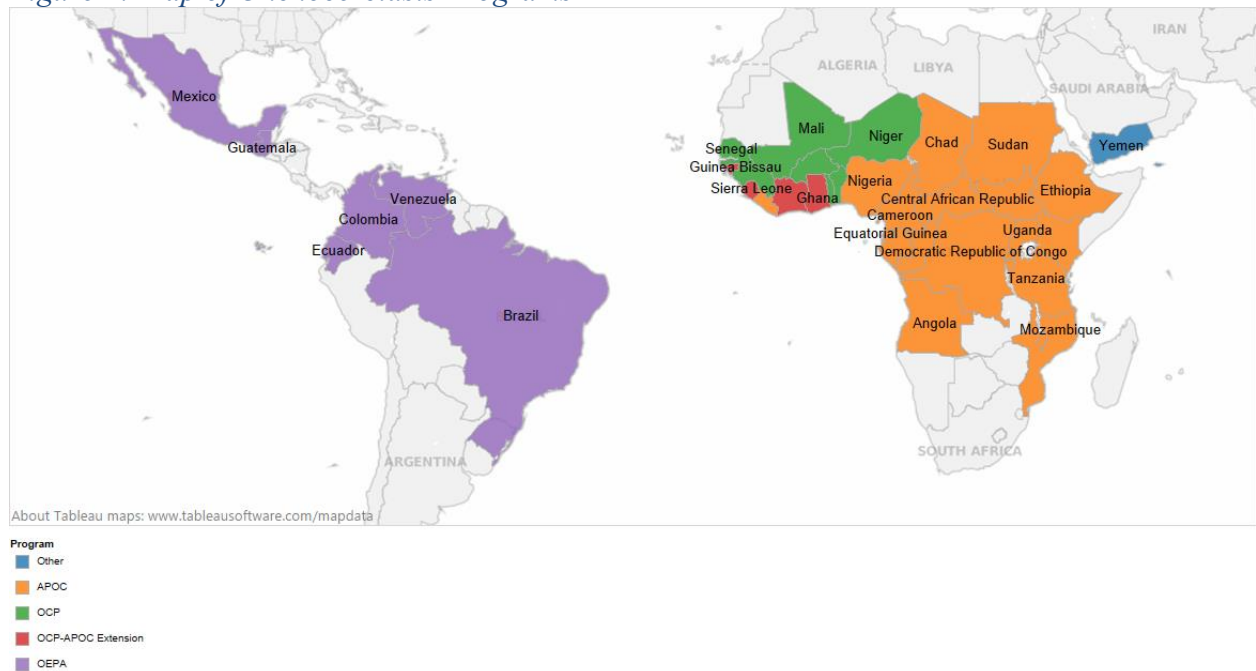 Mexico
Guatemala
Venezuela
Colombia
Ecuador
Brazil
ARGENTINA
ALGERIA
LIBYA
IRAN
SAUDI ARABIA
Mali
Niger
Chad
Sudan
Yemen
Senegal
Guinea Bissau
Sierra Leone
Ghana
Nigeria
Ethiopia
Central African Republic
Cameroon
Equatorial Guinea
Uganda
Democratic Republic of Congo
Tanzania
Angola
Mozambique
SOUTH AFRICA
About Tableau maps: www.tableausoftware.com/mapdata
Program
Other
APOC
OCP
OCP-APOC Extension
OEPA